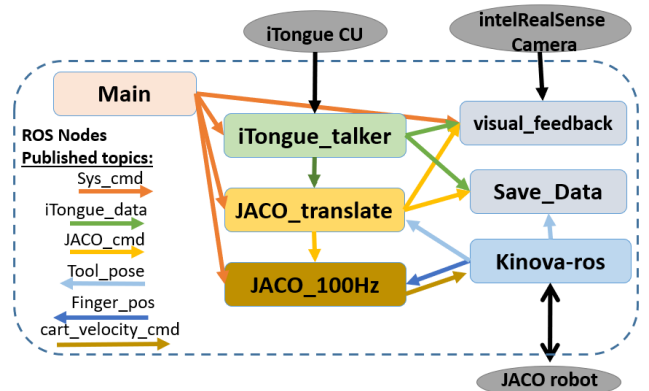 iTongue CU
intelRealSense
Camera
Main
iTongue_talker
visual_feedback
ROS Nodes
Published topics:
Sys_cmd
iTongue_data
JACO_cmd
Tool_pose
Finger_pos
cart_velocity_cmd
JACO_translate
Save_Data
JACO_100Hz
Kinova-ros
JACO robot